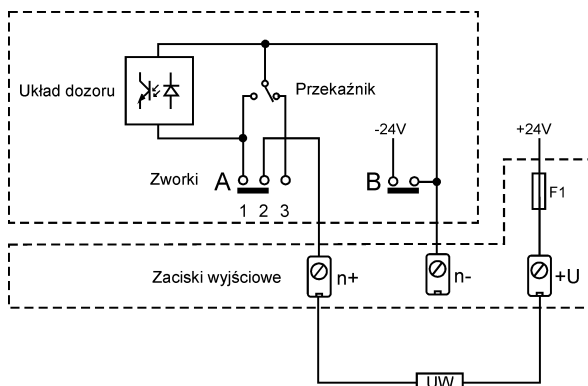 Układ dozoru
Przekaźnik
-24V
+24V
Zworki
A
B
F1
1 2 3
Zaciski wyjściowe
n+
n-
+U
UW